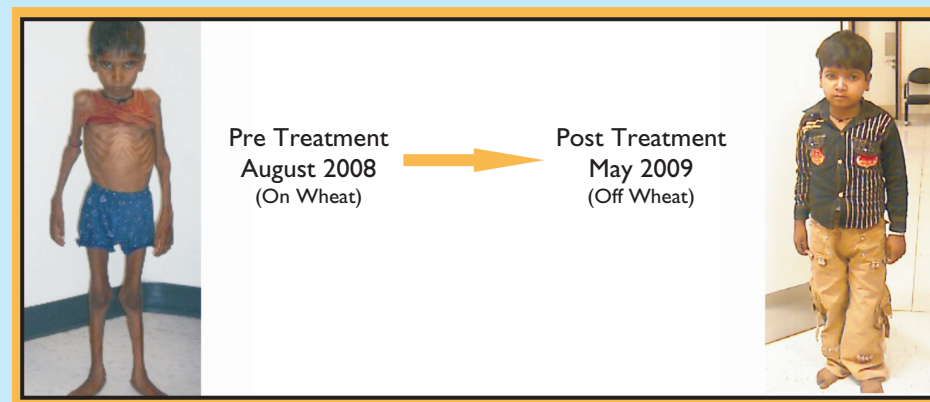 Pre Treatment
August 2008
(On Wheat)
Post Treatment
May 2009
(Off Wheat)